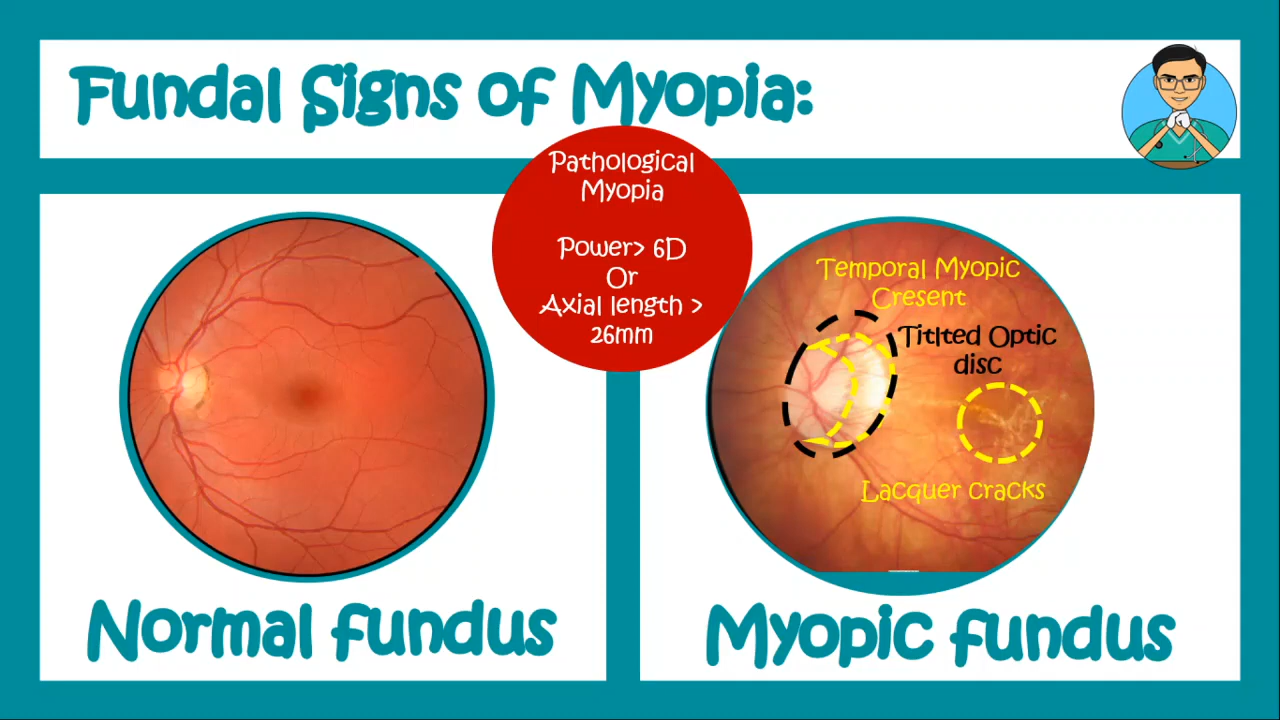 Fundal Signs of Myopia:
Pathological
Myopia
Power> 6D
Or
Axial length >
26mm
Temporal Myopic
Cresent
Titlted Optic
disc
Lacquer cracks
Normal fundus
Myopic fundus